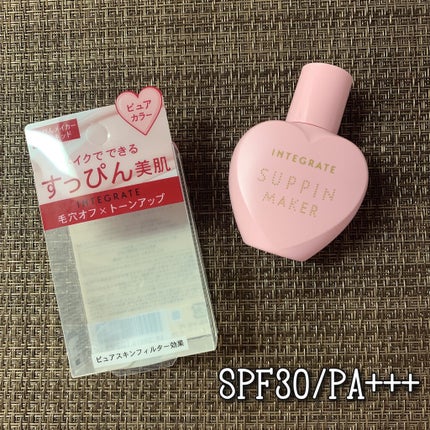 ピュア
カラー
イクでできる
すっぴん美肌
INTEGRATE
毛穴オフ×トーンアップ
ピュアスキンフィルター効果
INTEGRATE
SUPPIN
MAKER
SPF30/PA+++